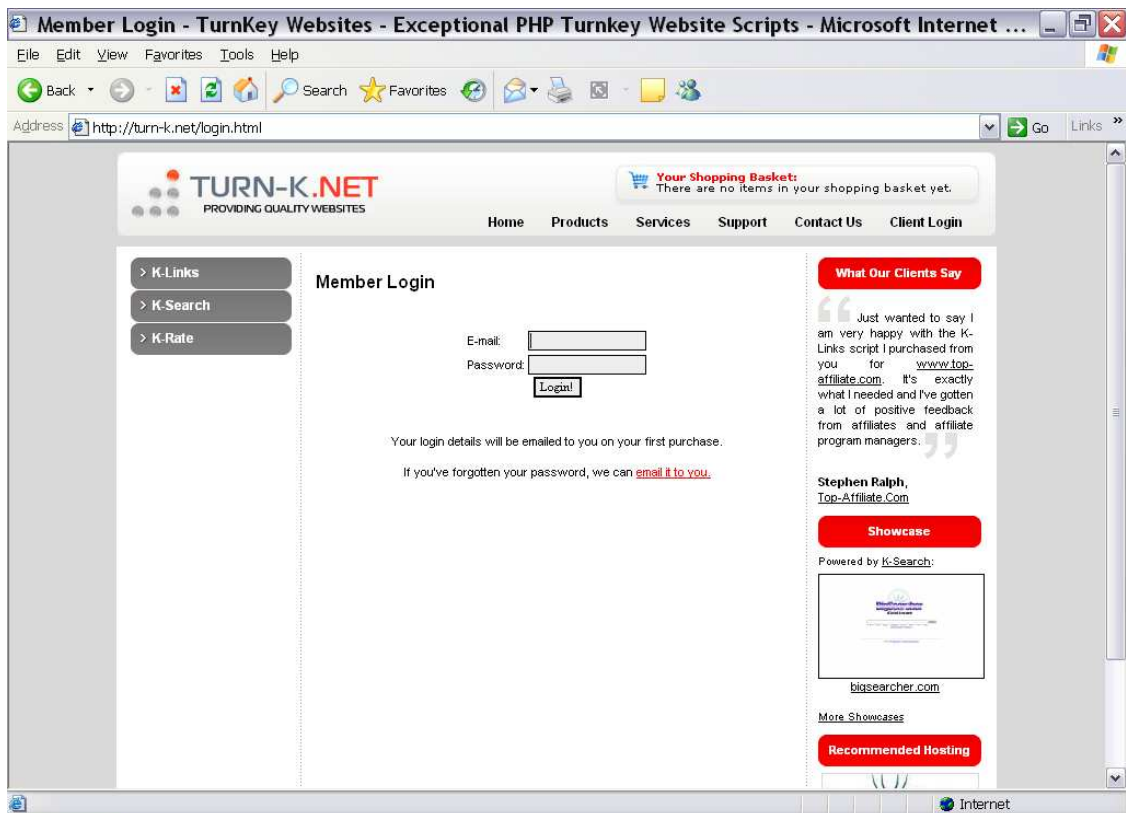 Member Login - TurnKey Websites - Exceptional PHP Turnkey Website Scripts - Microsoft Internet ...
File Edit View Favorites Tools Help
Back Search Favorites
Address http://turn-k.net/login.html Go Links »
TURN-K.NET
PROVIDING QUALITY WEBSITES
Your Shopping Basket:
There are no items in your shopping basket yet.
Home Products Services Support Contact Us Client Login
> K-Links
> K-Search
> K-Rate
Member Login
E-mail:
Password:
Login!
Your login details will be emailed to you on your first purchase.
If you've forgotten your password, we can email it to you.
What Our Clients Say
Just wanted to say I
am very happy with the K-
Links script I purchased from
you for www.top-
affiliate.com. It's exactly
what I needed and I've gotten
a lot of positive feedback
from affiliates and affiliate
program managers.
Stephen Ralph,
Top-Affiliate.Com
Showcase
Powered by K-Search:
bigsearcher.com
More Showcases
Recommended Hosting
Internet